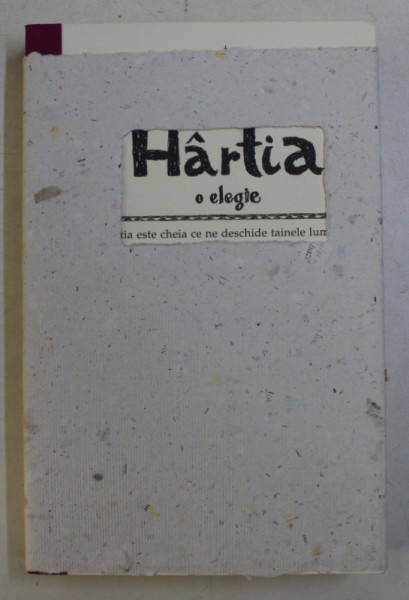 Hârtia
o elegie
tia este cheia ce ne deschide tainele lum